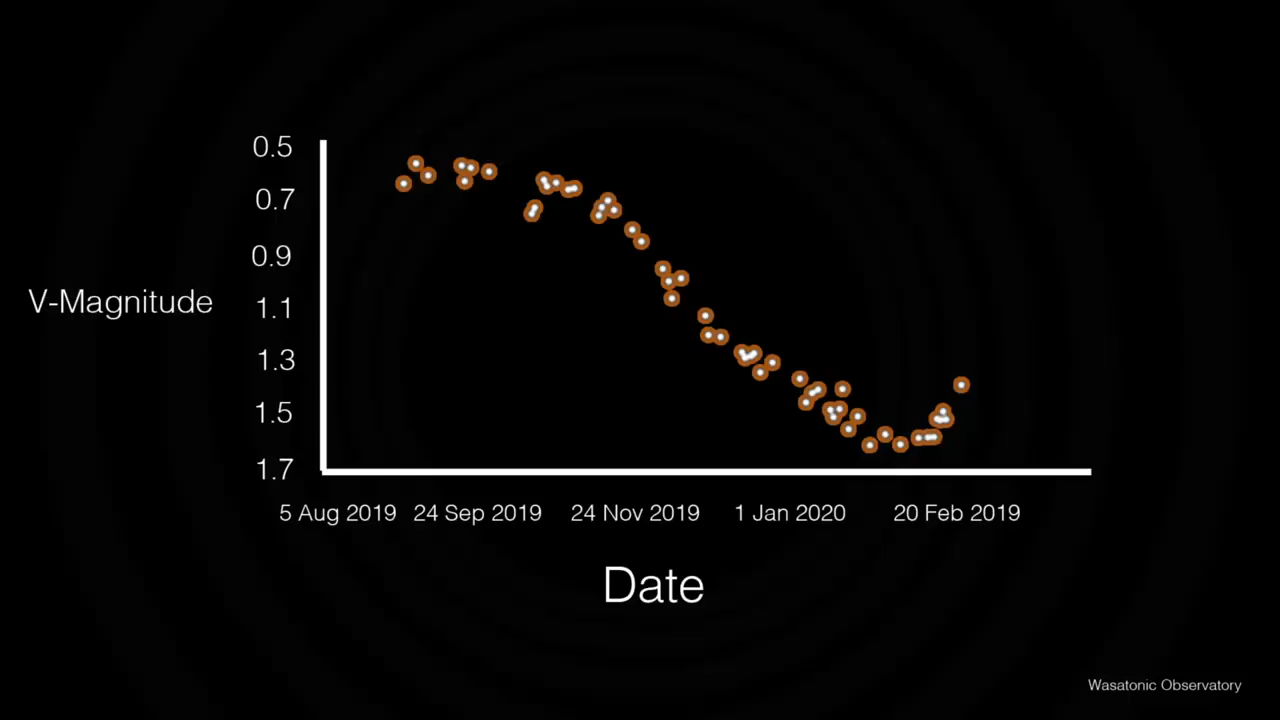 0.5
0.7
0.9
V-Magnitude
1.1
1.3
1.5
1.7
5 Aug 2019 24 Sep 2019 24 Nov 2019 1 Jan 2020 20 Feb 2019
Date
Wasatonic Observatory